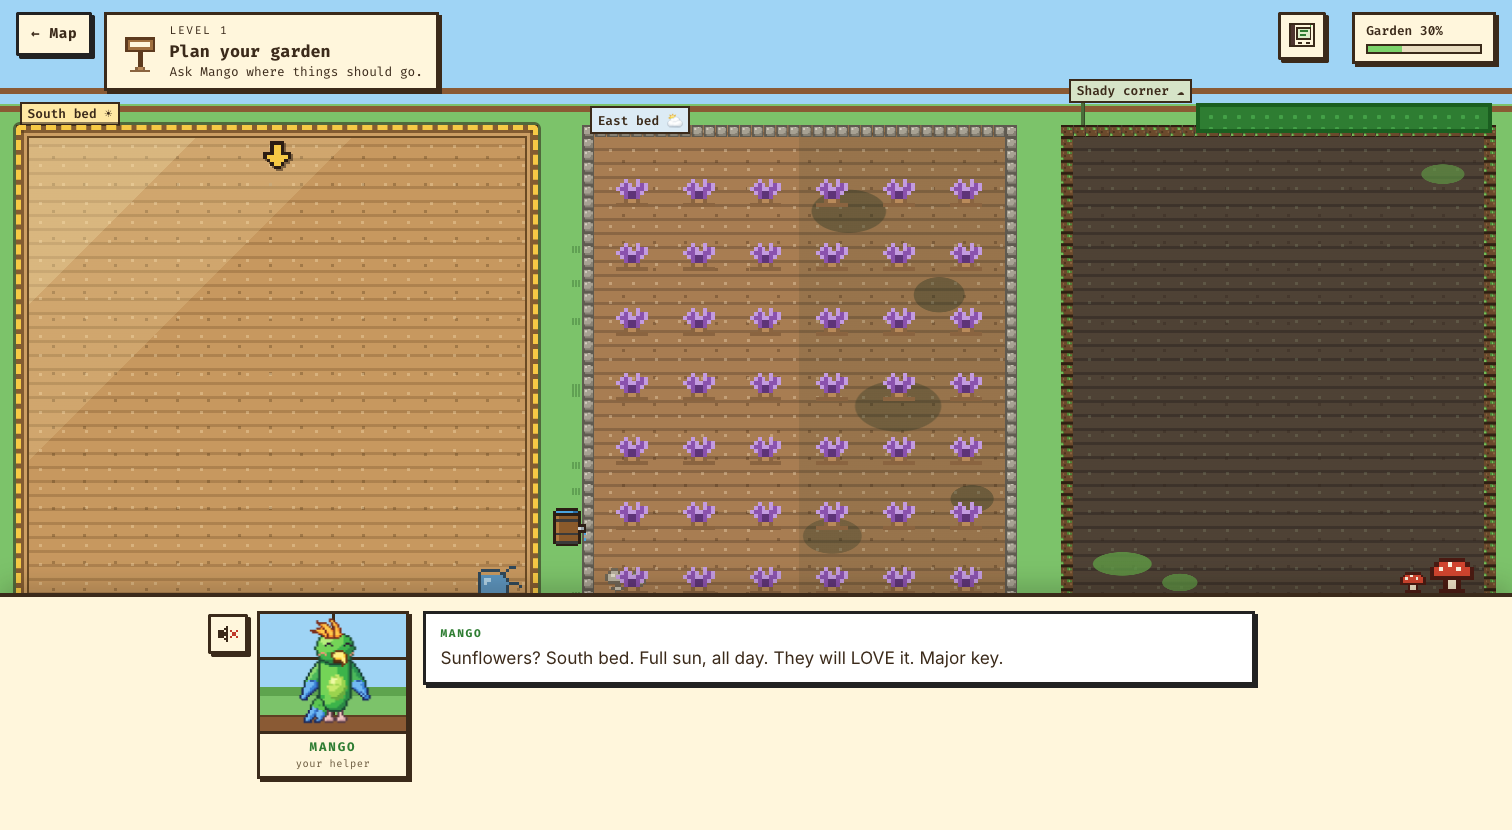 ← Map
LEVEL 1
Plan your garden
Ask Mango where things should go.
Garden 30%
South bed ☀
East bed ⛅
Shady corner ☁
MANGO
your helper
MANGO
Sunflowers? South bed. Full sun, all day. They will LOVE it. Major key.